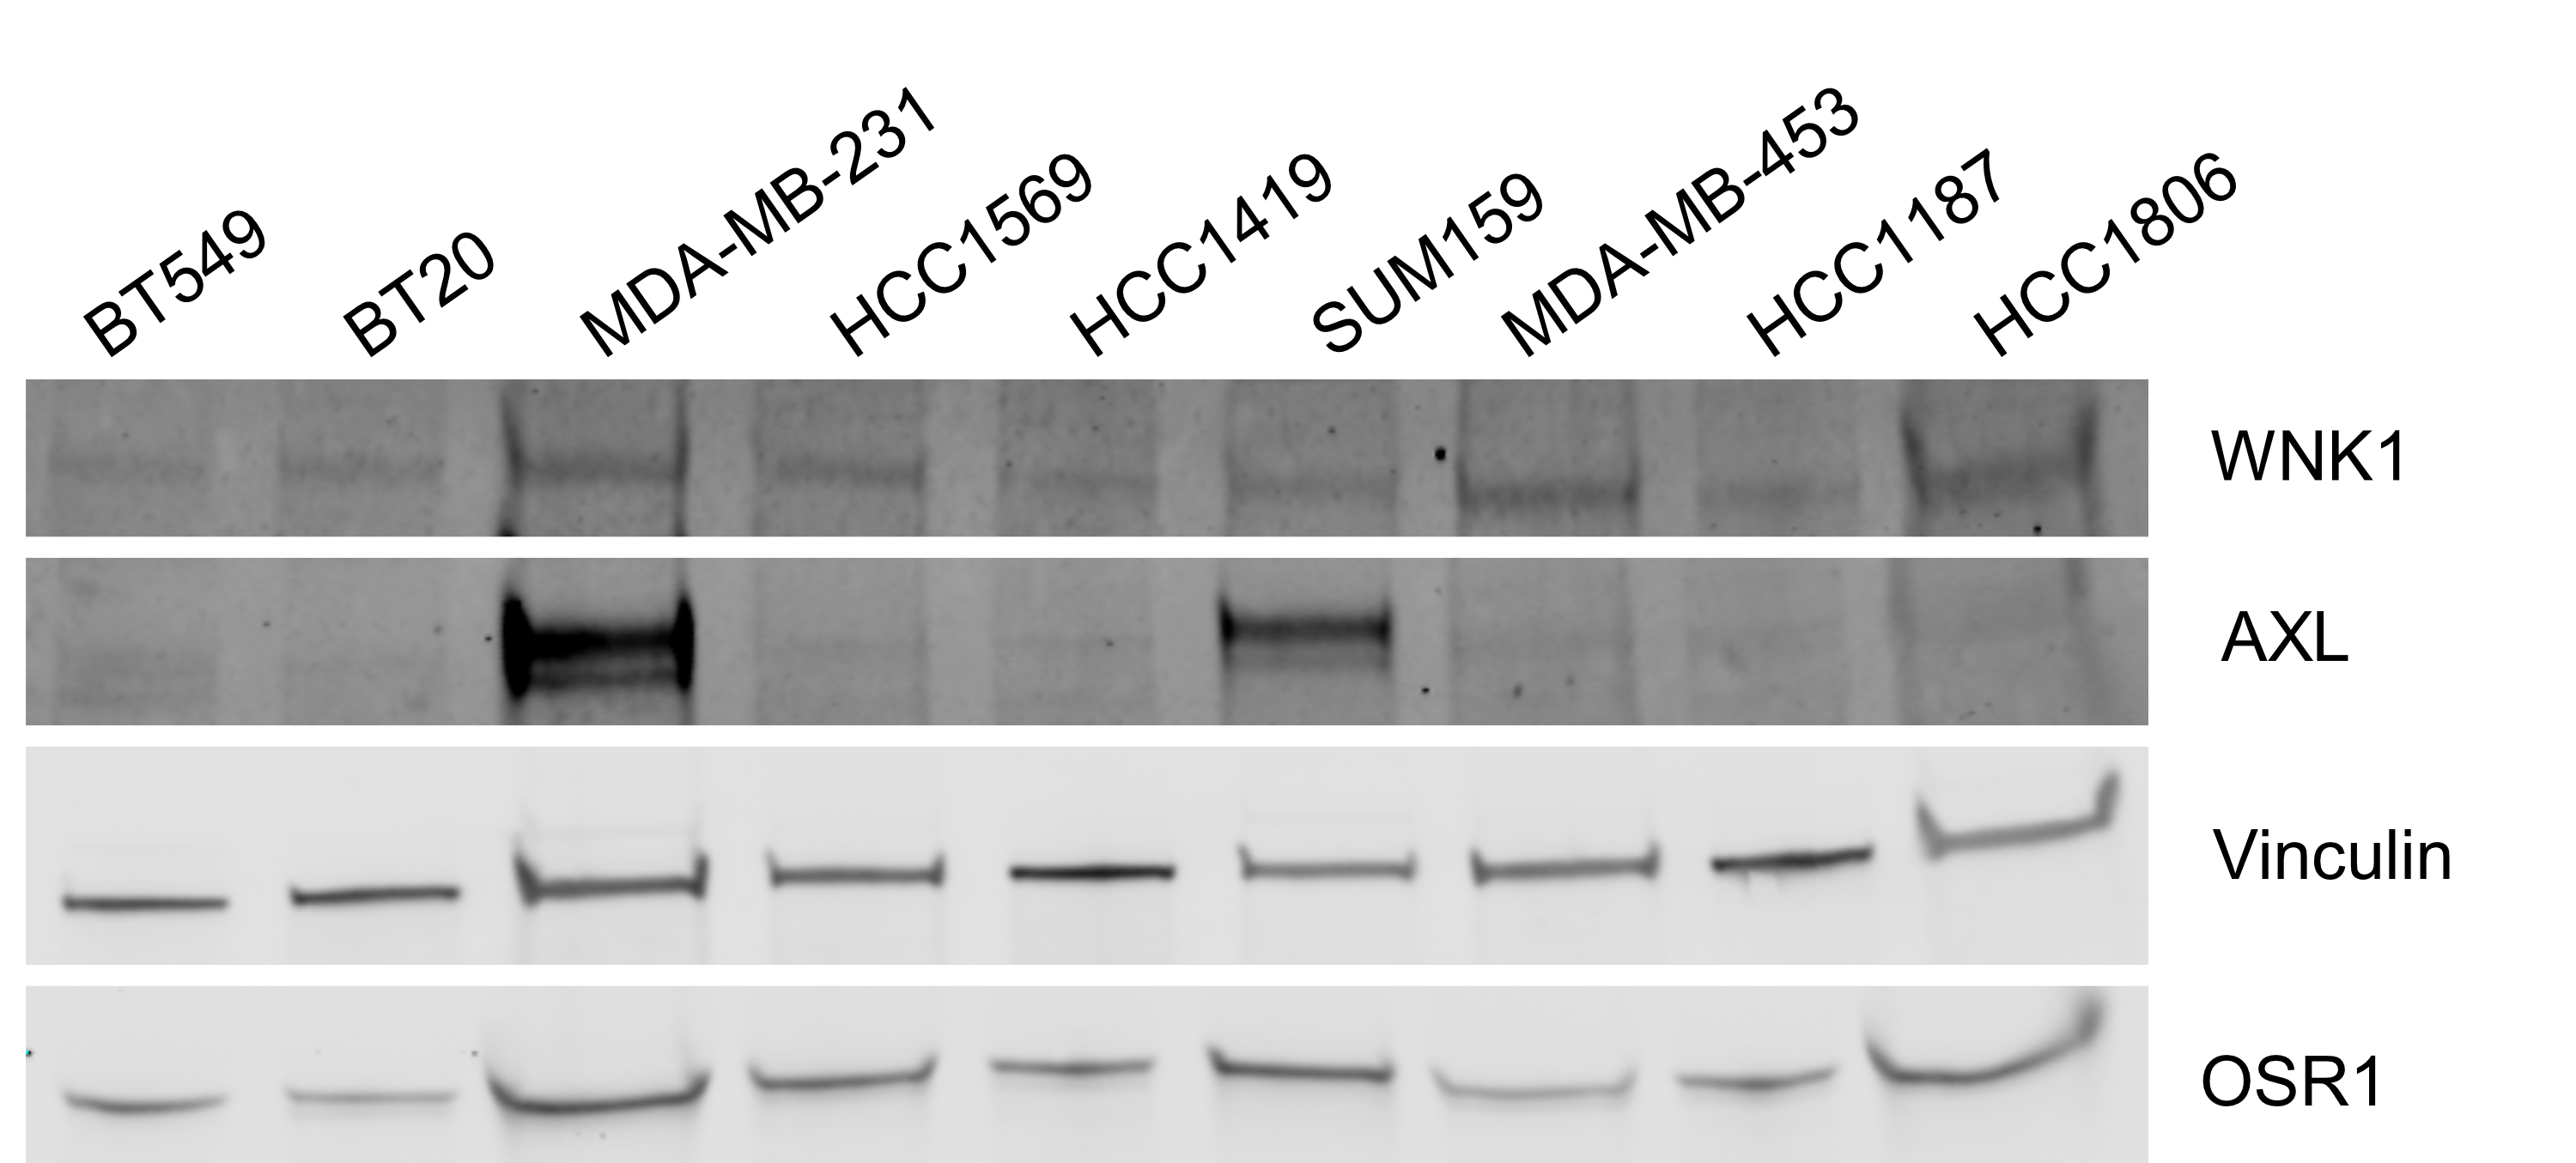 BT549
BT20
MDA-MB-231
HCC1569
HCC1419
SUM159
MDA-MB-453
HCC1187
HCC1806
WNK1
AXL
Vinculin
OSR1